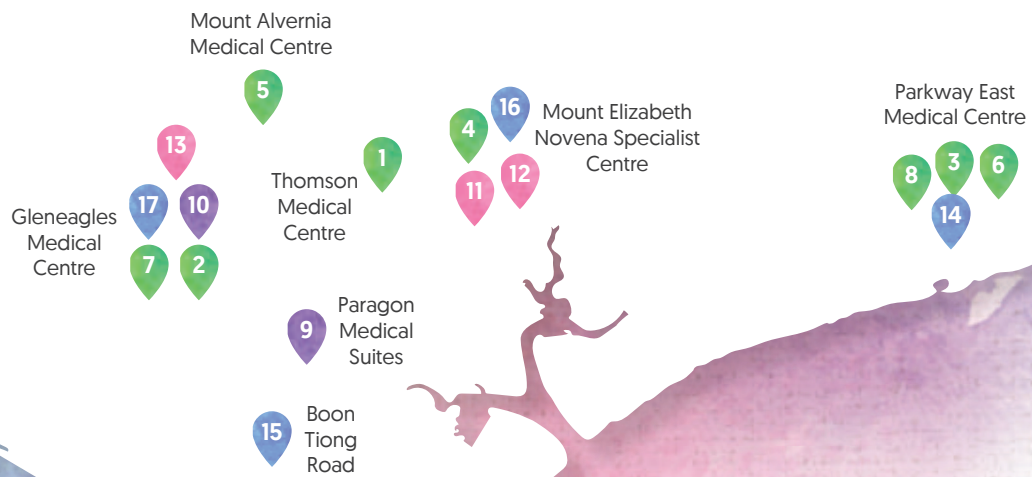 Mount Alvernia
Medical Centre
5
13
17
10
Gleneagles
Medical
Centre
7
2
1
Thomson
Medical
Centre
4
16
Mount Elizabeth
Novena Specialist
Centre
11
12
Parkway East
Medical Centre
8
3
6
14
9
Paragon
Medical
Suites
15
Boon
Tiong
Road